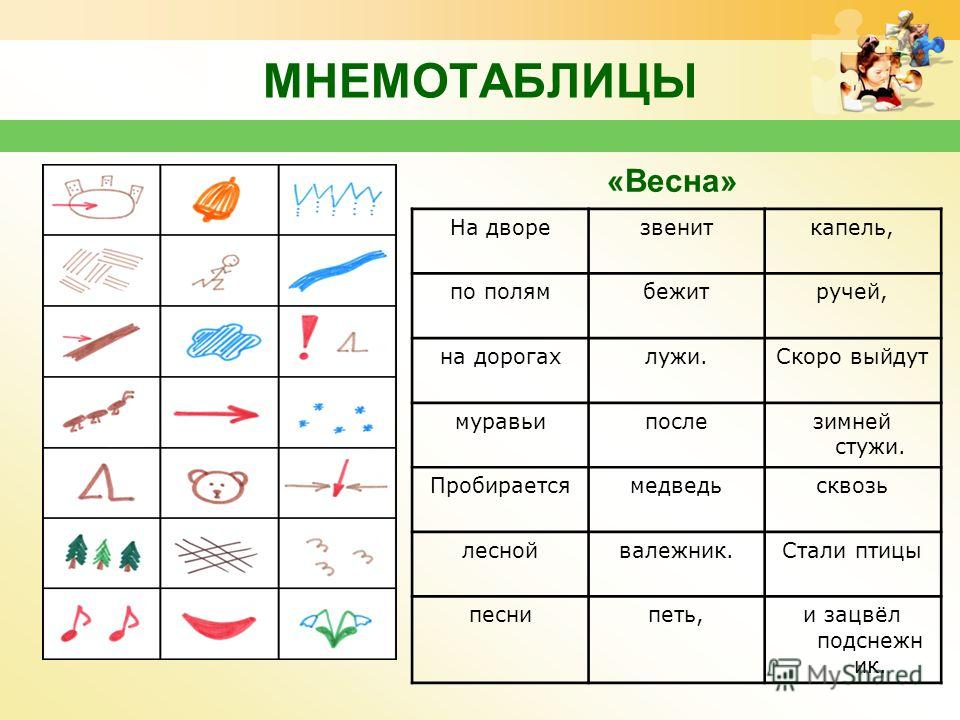 МНЕМОТАБЛИЦЫ
«Весна»
На дворе звенит капель,
по полям бежит ручей,
на дорогах лужи. Скоро выйдут
муравьи после зимней
стужи.
Пробирается медведь сквозь
лесной валежник. Стали птицы
песни петь, и зацвёл
подснежн
ик.
MyShared